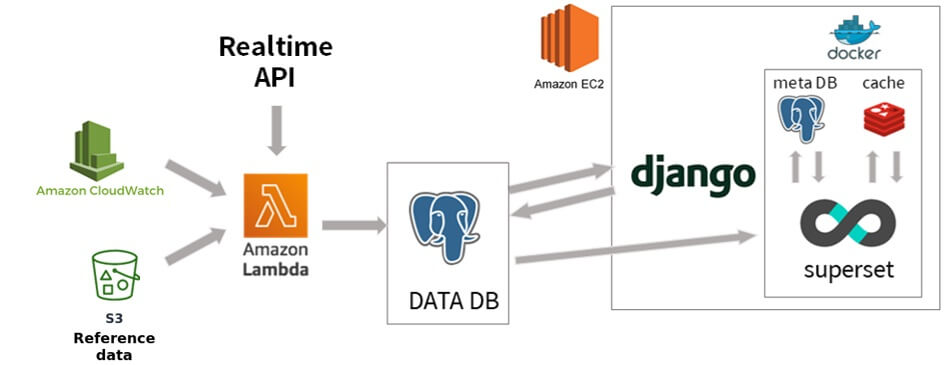 Realtime
API
Amazon CloudWatch
S3
Reference
data
Amazon
Lambda
DATA DB
Amazon EC2
django
docker
meta DB
cache
superset